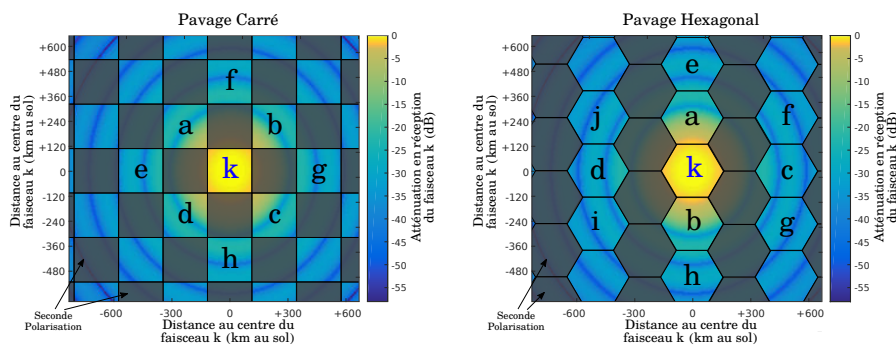 Pavage Carré
Distance au centre du
faisceau k (km au sol)
+600
+480
+360
+240
+120
0
-120
-240
-360
-480
f
a
b
e
k
g
d
c
h
-600
-300
0
+300
+600
Distance au centre du
faisceau k (km au sol)
Seconde
Polarisation
0
-5
-10
-15
-20
-25
-30
-35
-40
-45
-50
-55
Atténuation en réception
du faisceau k (dB)
Pavage Hexagonal
Distance au centre du
faisceau k (km au sol)
+600
+480
+360
+240
+120
0
-120
-240
-360
-480
e
j
a
f
d
k
c
i
b
g
h
-600
-300
0
+300
+600
Distance au centre du
faisceau k (km au sol)
Seconde
Polarisation
0
-5
-10
-15
-20
-25
-30
-35
-40
-45
-50
-55
Atténuation en réception
du faisceau k (dB)